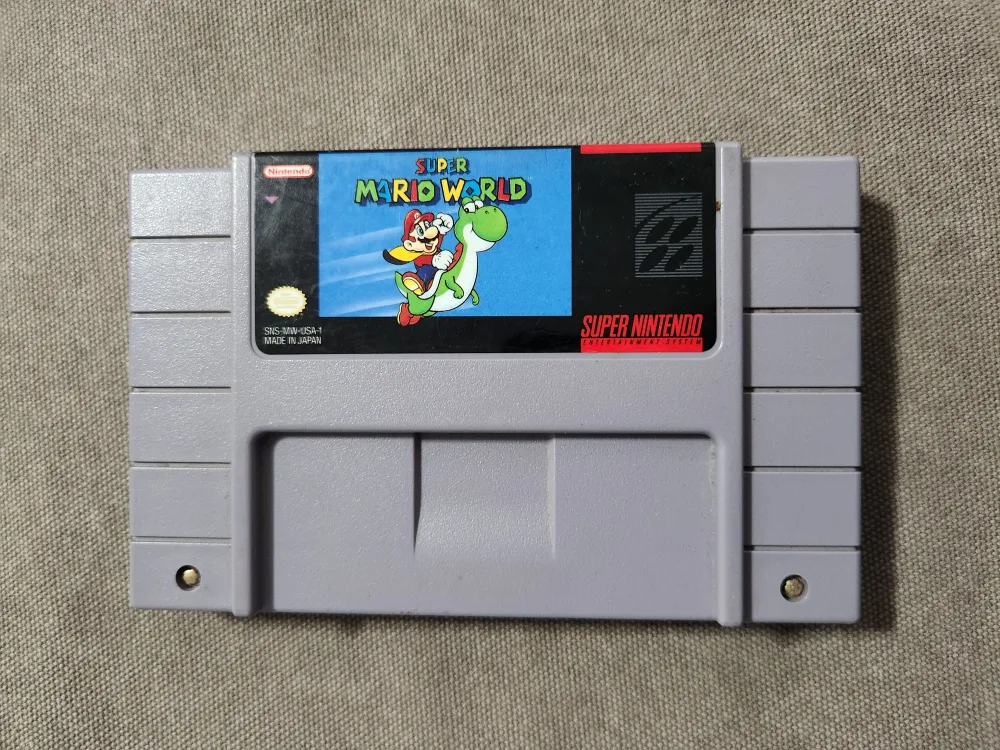 Nintendo
SUPER
MARIO WORLD
SNS-MW-USA-1
MADE IN JAPAN
SUPER NINTENDO
ENTERTAINMENT SYSTEM